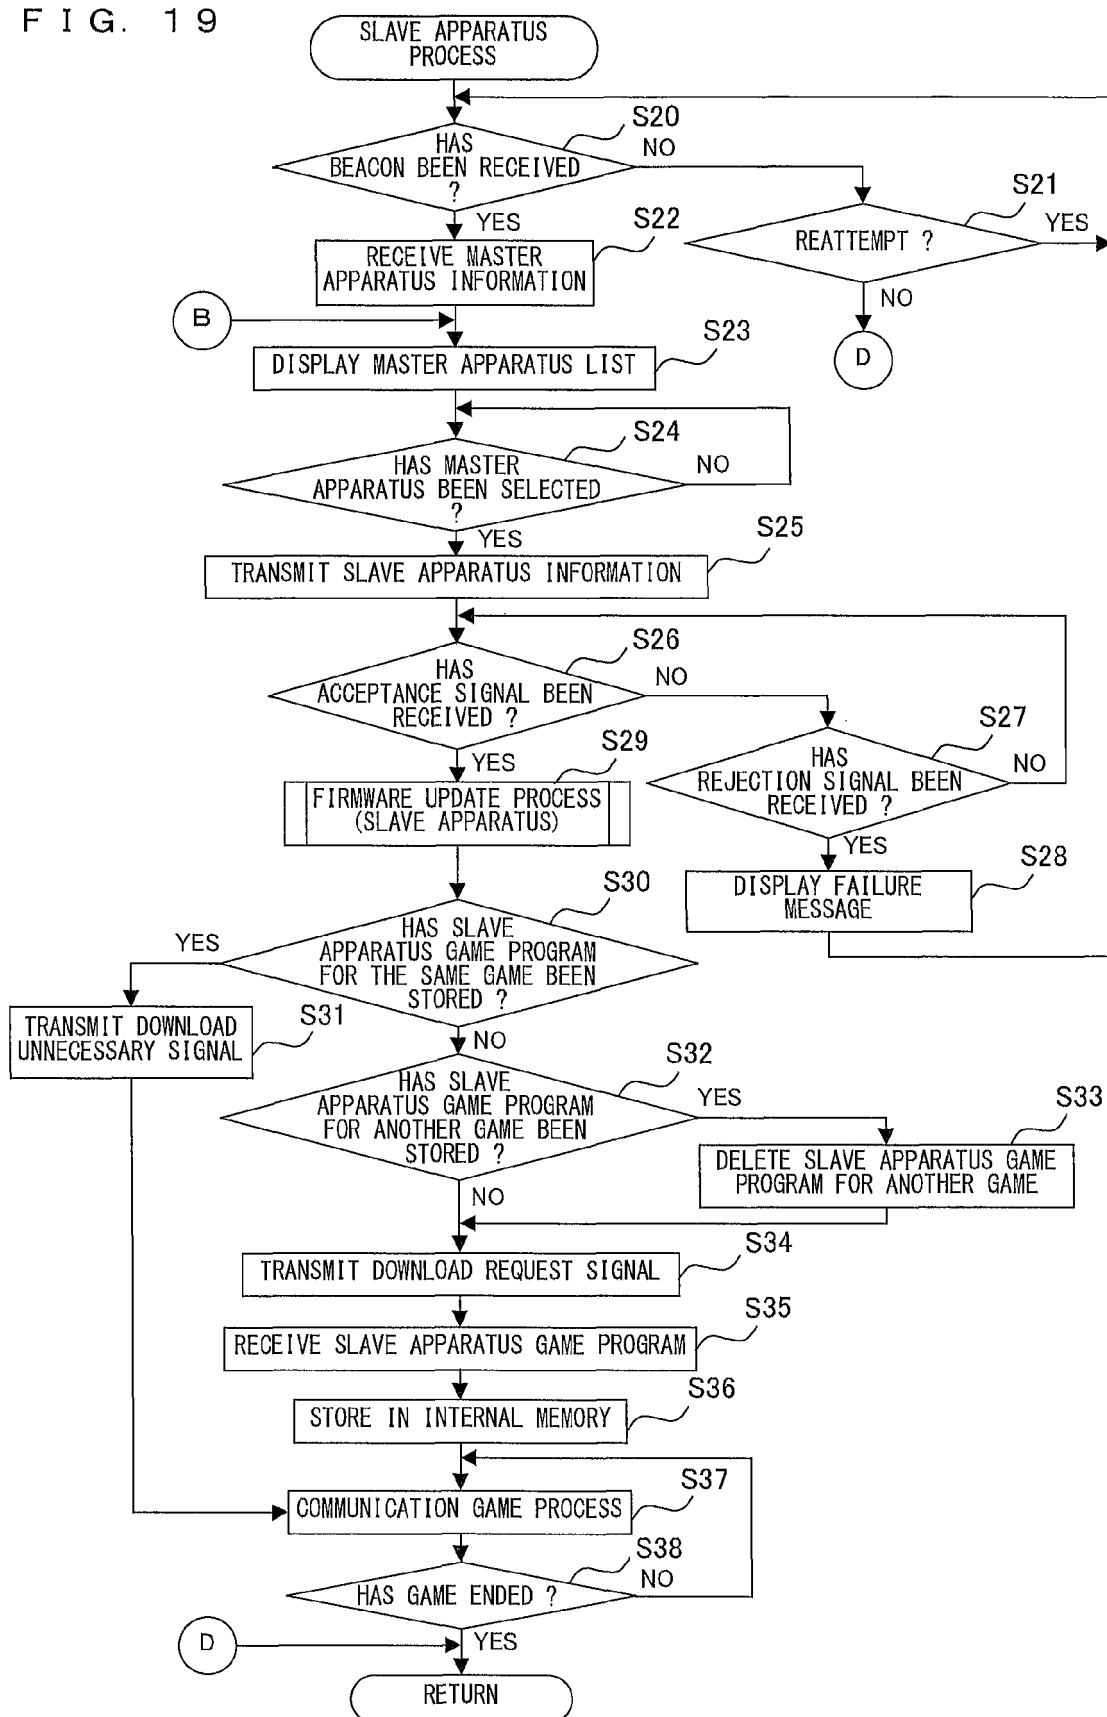 FIG. 19
SLAVE APPARATUS
PROCESS
S20
HAS
BEACON BEEN RECEIVED
?
NO
YES
S21
REATTEMPT ?
YES
NO
D
S22
RECEIVE MASTER
APPARATUS INFORMATION
B
S23
DISPLAY MASTER APPARATUS LIST
S24
HAS MASTER
APPARATUS BEEN SELECTED
?
NO
YES
S25
TRANSMIT SLAVE APPARATUS INFORMATION
S26
HAS
ACCEPTANCE SIGNAL BEEN
RECEIVED ?
NO
YES
S27
HAS
REJECTION SIGNAL BEEN
RECEIVED ?
NO
YES
S28
DISPLAY FAILURE
MESSAGE
S29
FIRMWARE UPDATE PROCESS
(SLAVE APPARATUS)
S30
HAS SLAVE
APPARATUS GAME PROGRAM
FOR THE SAME GAME BEEN
STORED ?
YES
NO
S31
TRANSMIT DOWNLOAD
UNNECESSARY SIGNAL
S32
HAS SLAVE
APPARATUS GAME PROGRAM
FOR ANOTHER GAME BEEN
STORED ?
YES
NO
S33
DELETE SLAVE APPARATUS GAME
PROGRAM FOR ANOTHER GAME
S34
TRANSMIT DOWNLOAD REQUEST SIGNAL
S35
RECEIVE SLAVE APPARATUS GAME PROGRAM
S36
STORE IN INTERNAL MEMORY
S37
COMMUNICATION GAME PROCESS
S38
HAS GAME ENDED ?
NO
YES
D
RETURN